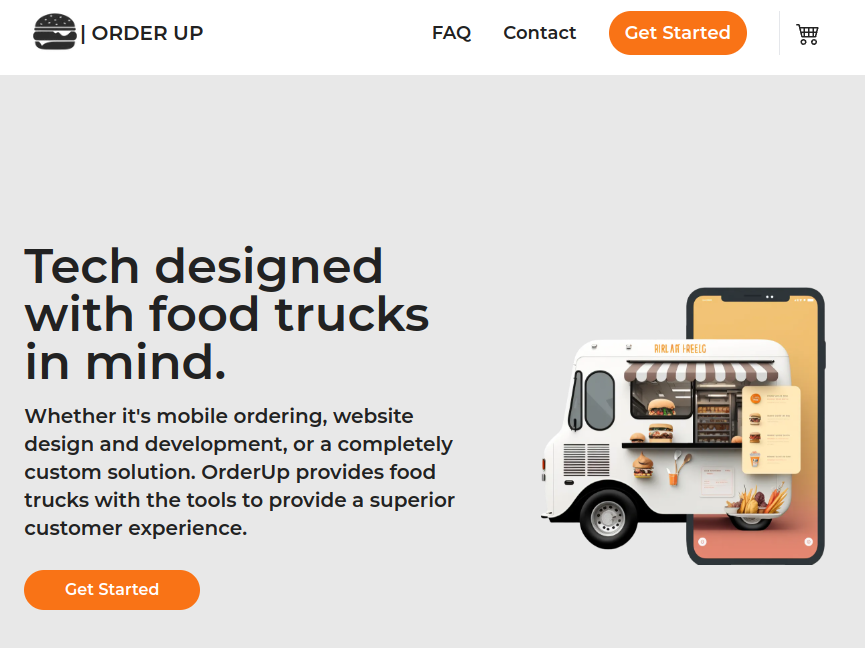 | ORDER UP
FAQ
Contact
Get Started
Tech designed
with food trucks
in mind.
Whether it's mobile ordering, website
design and development, or a completely
custom solution. OrderUp provides food
trucks with the tools to provide a superior
customer experience.
Get Started